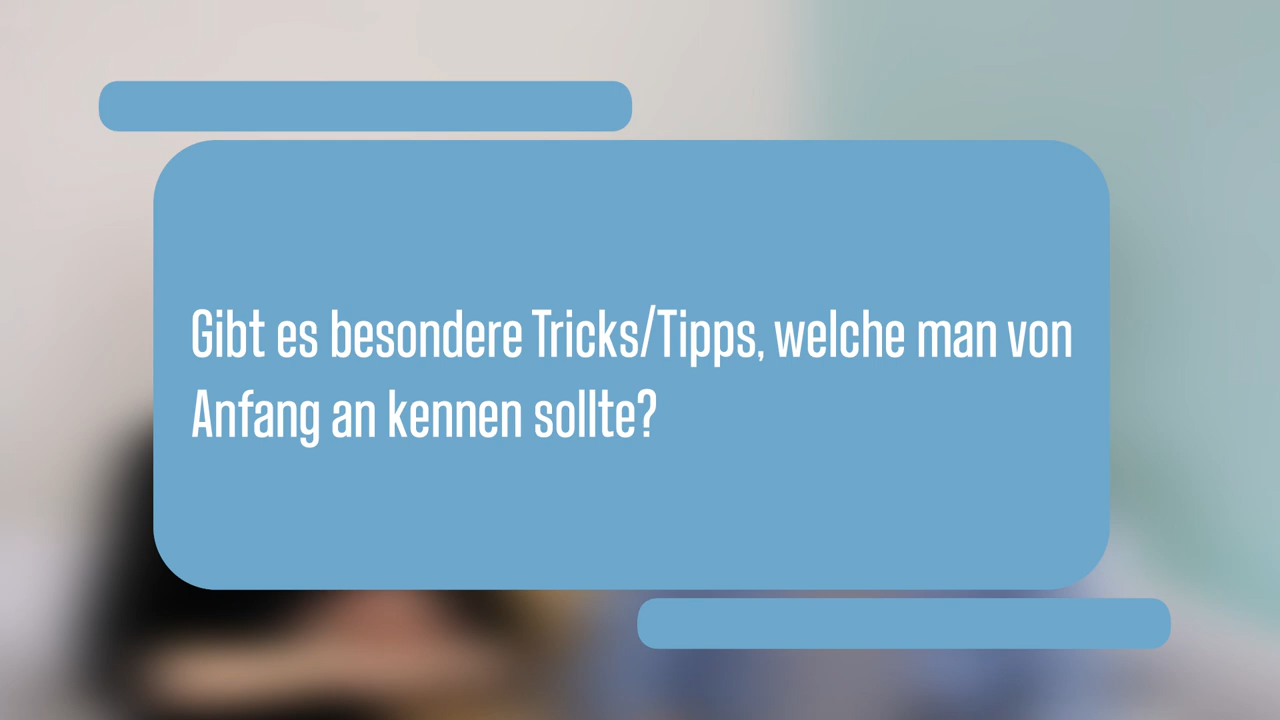 Gibt es besondere Tricks/Tipps, welche man von
Anfang an kennen sollte?